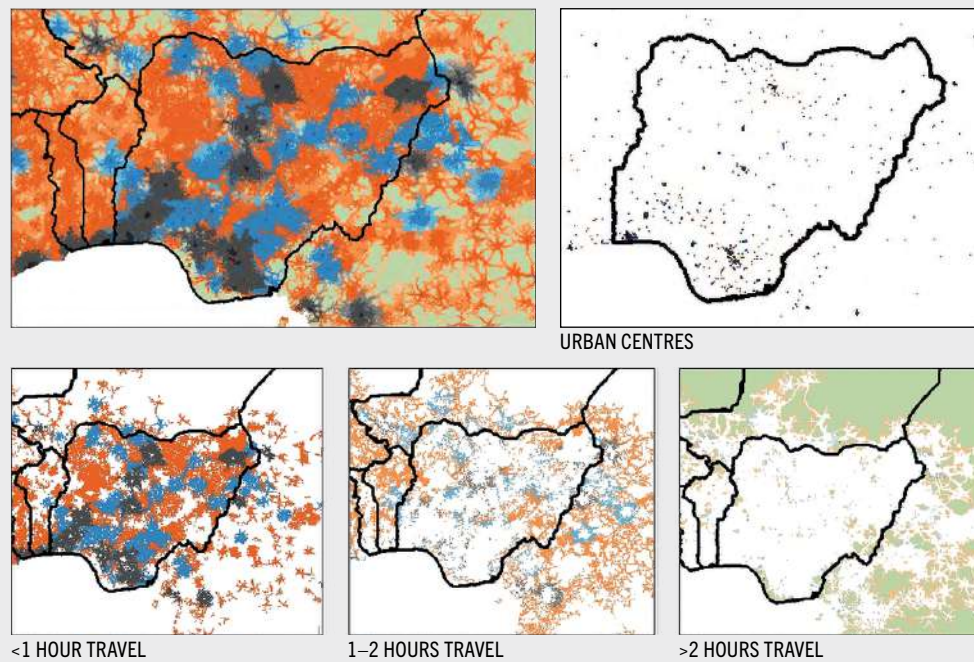 URBAN CENTRES
<1 HOUR TRAVEL
1–2 HOURS TRAVEL
>2 HOURS TRAVEL